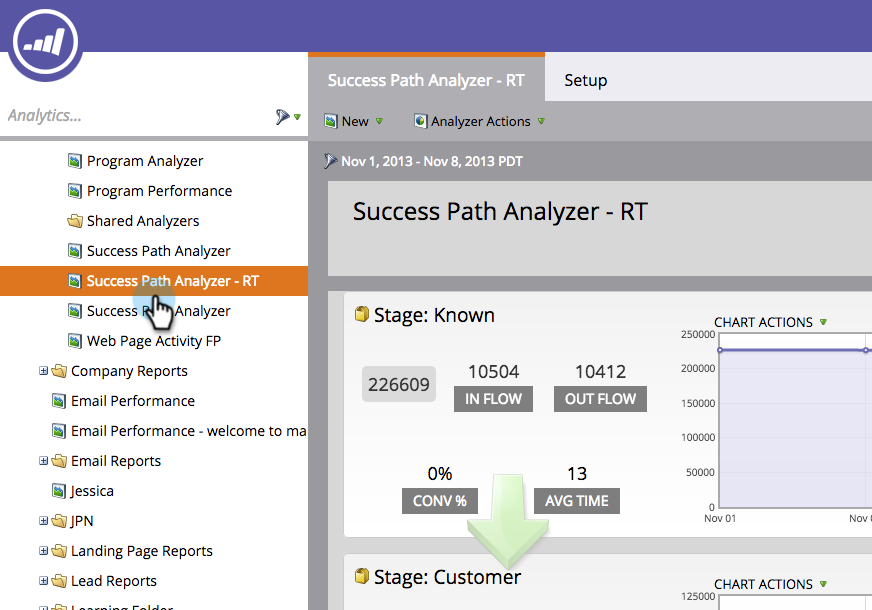 Success Path Analyzer - RT
Setup
Analytics...
New
Analyzer Actions
Nov 1, 2013 - Nov 8, 2013 PDT
Program Analyzer
Program Performance
Shared Analyzers
Success Path Analyzer
Success Path Analyzer - RT
Success Analyzer
Web Page Activity FP
Company Reports
Email Performance
Email Performance - welcome to ma
Email Reports
Jessica
JPN
Landing Page Reports
Lead Reports
Learning Folder
Success Path Analyzer - RT
Stage: Known
226609
10504
IN FLOW
10412
OUT FLOW
0%
CONV %
13
AVG TIME
CHART ACTIONS
250000
200000
150000
100000
50000
0
Nov 01
Nov
Stage: Customer
CHART ACTIONS
125000